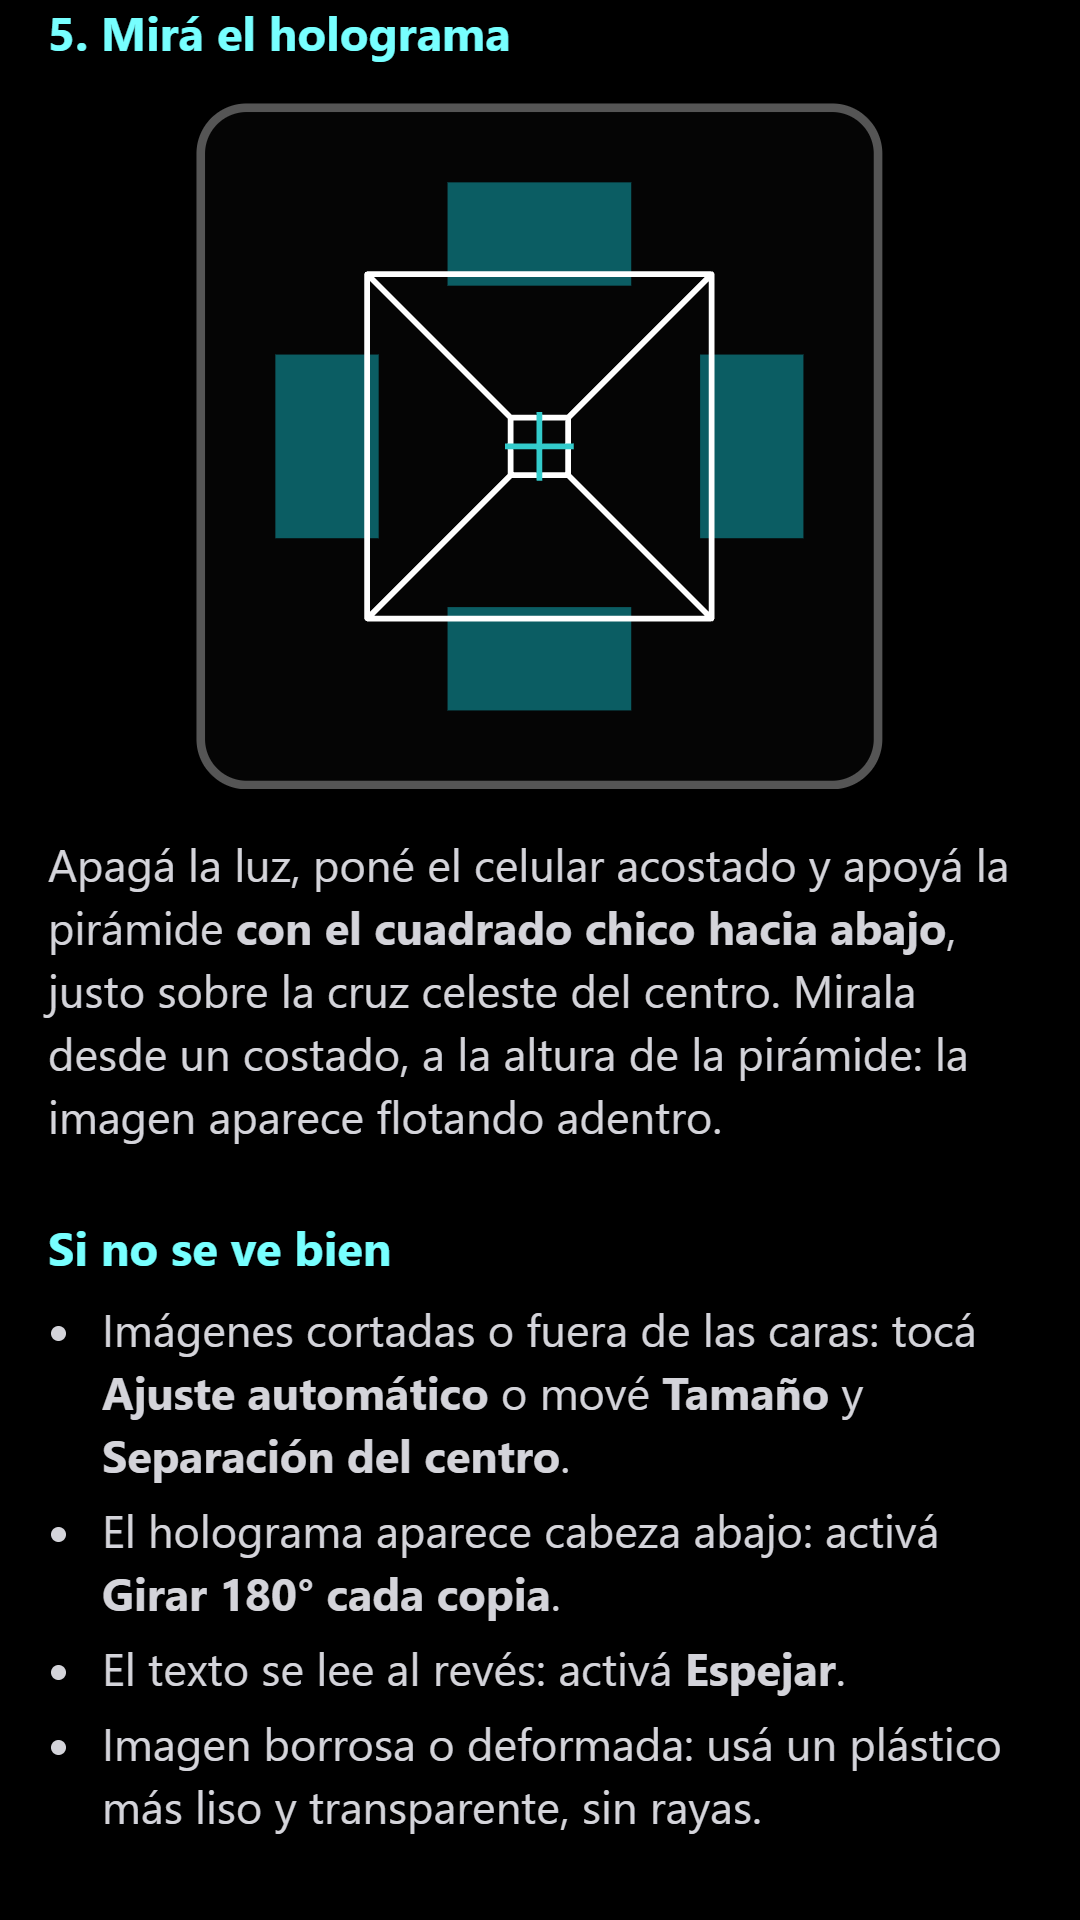 5. Mirá el holograma
Apagá la luz, poné el celular acostado y apoyá la
pirámide con el cuadrado chico hacia abajo,
justo sobre la cruz celeste del centro. Mirala
desde un costado, a la altura de la pirámide: la
imagen aparece flotando adentro.
Si no se ve bien
• Imágenes cortadas o fuera de las caras: tocá
Ajuste automático o mové Tamaño y
Separación del centro.
• El holograma aparece cabeza abajo: activá
Girar 180° cada copia.
• El texto se lee al revés: activá Espejar.
• Imagen borrosa o deformada: usá un plástico
más liso y transparente, sin rayas.